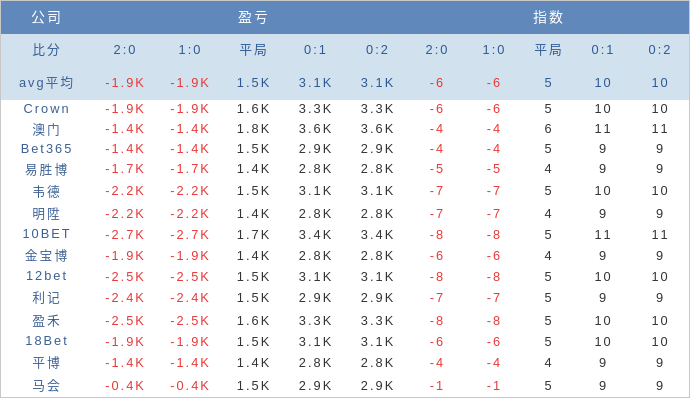 公司 盈亏 指数
比分 2:0 1:0 平局 0:1 0:2 2:0 1:0 平局 0:1 0:2
avg平均 -1.9K -1.9K 1.5K 3.1K 3.1K -6 -6 5 10 10
Crown -1.9K -1.9K 1.6K 3.3K 3.3K -6 -6 5 10 10
澳门 -1.4K -1.4K 1.8K 3.6K 3.6K -4 -4 6 11 11
Bet365 -1.4K -1.4K 1.5K 2.9K 2.9K -4 -4 5 9 9
易胜博 -1.7K -1.7K 1.4K 2.8K 2.8K -5 -5 4 9 9
韦德 -2.2K -2.2K 1.5K 3.1K 3.1K -7 -7 5 10 10
明陞 -2.2K -2.2K 1.4K 2.8K 2.8K -7 -7 4 9 9
10BET -2.7K -2.7K 1.7K 3.4K 3.4K -8 -8 5 11 11
金宝博 -1.9K -1.9K 1.4K 2.8K 2.8K -6 -6 4 9 9
12bet -2.5K -2.5K 1.5K 3.1K 3.1K -8 -8 5 10 10
利记 -2.4K -2.4K 1.5K 2.9K 2.9K -7 -7 5 9 9
盈禾 -2.5K -2.5K 1.6K 3.3K 3.3K -8 -8 5 10 10
18Bet -1.9K -1.9K 1.5K 3.1K 3.1K -6 -6 5 10 10
平博 -1.4K -1.4K 1.4K 2.8K 2.8K -4 -4 4 9 9
马会 -0.4K -0.4K 1.5K 2.9K 2.9K -1 -1 5 9 9